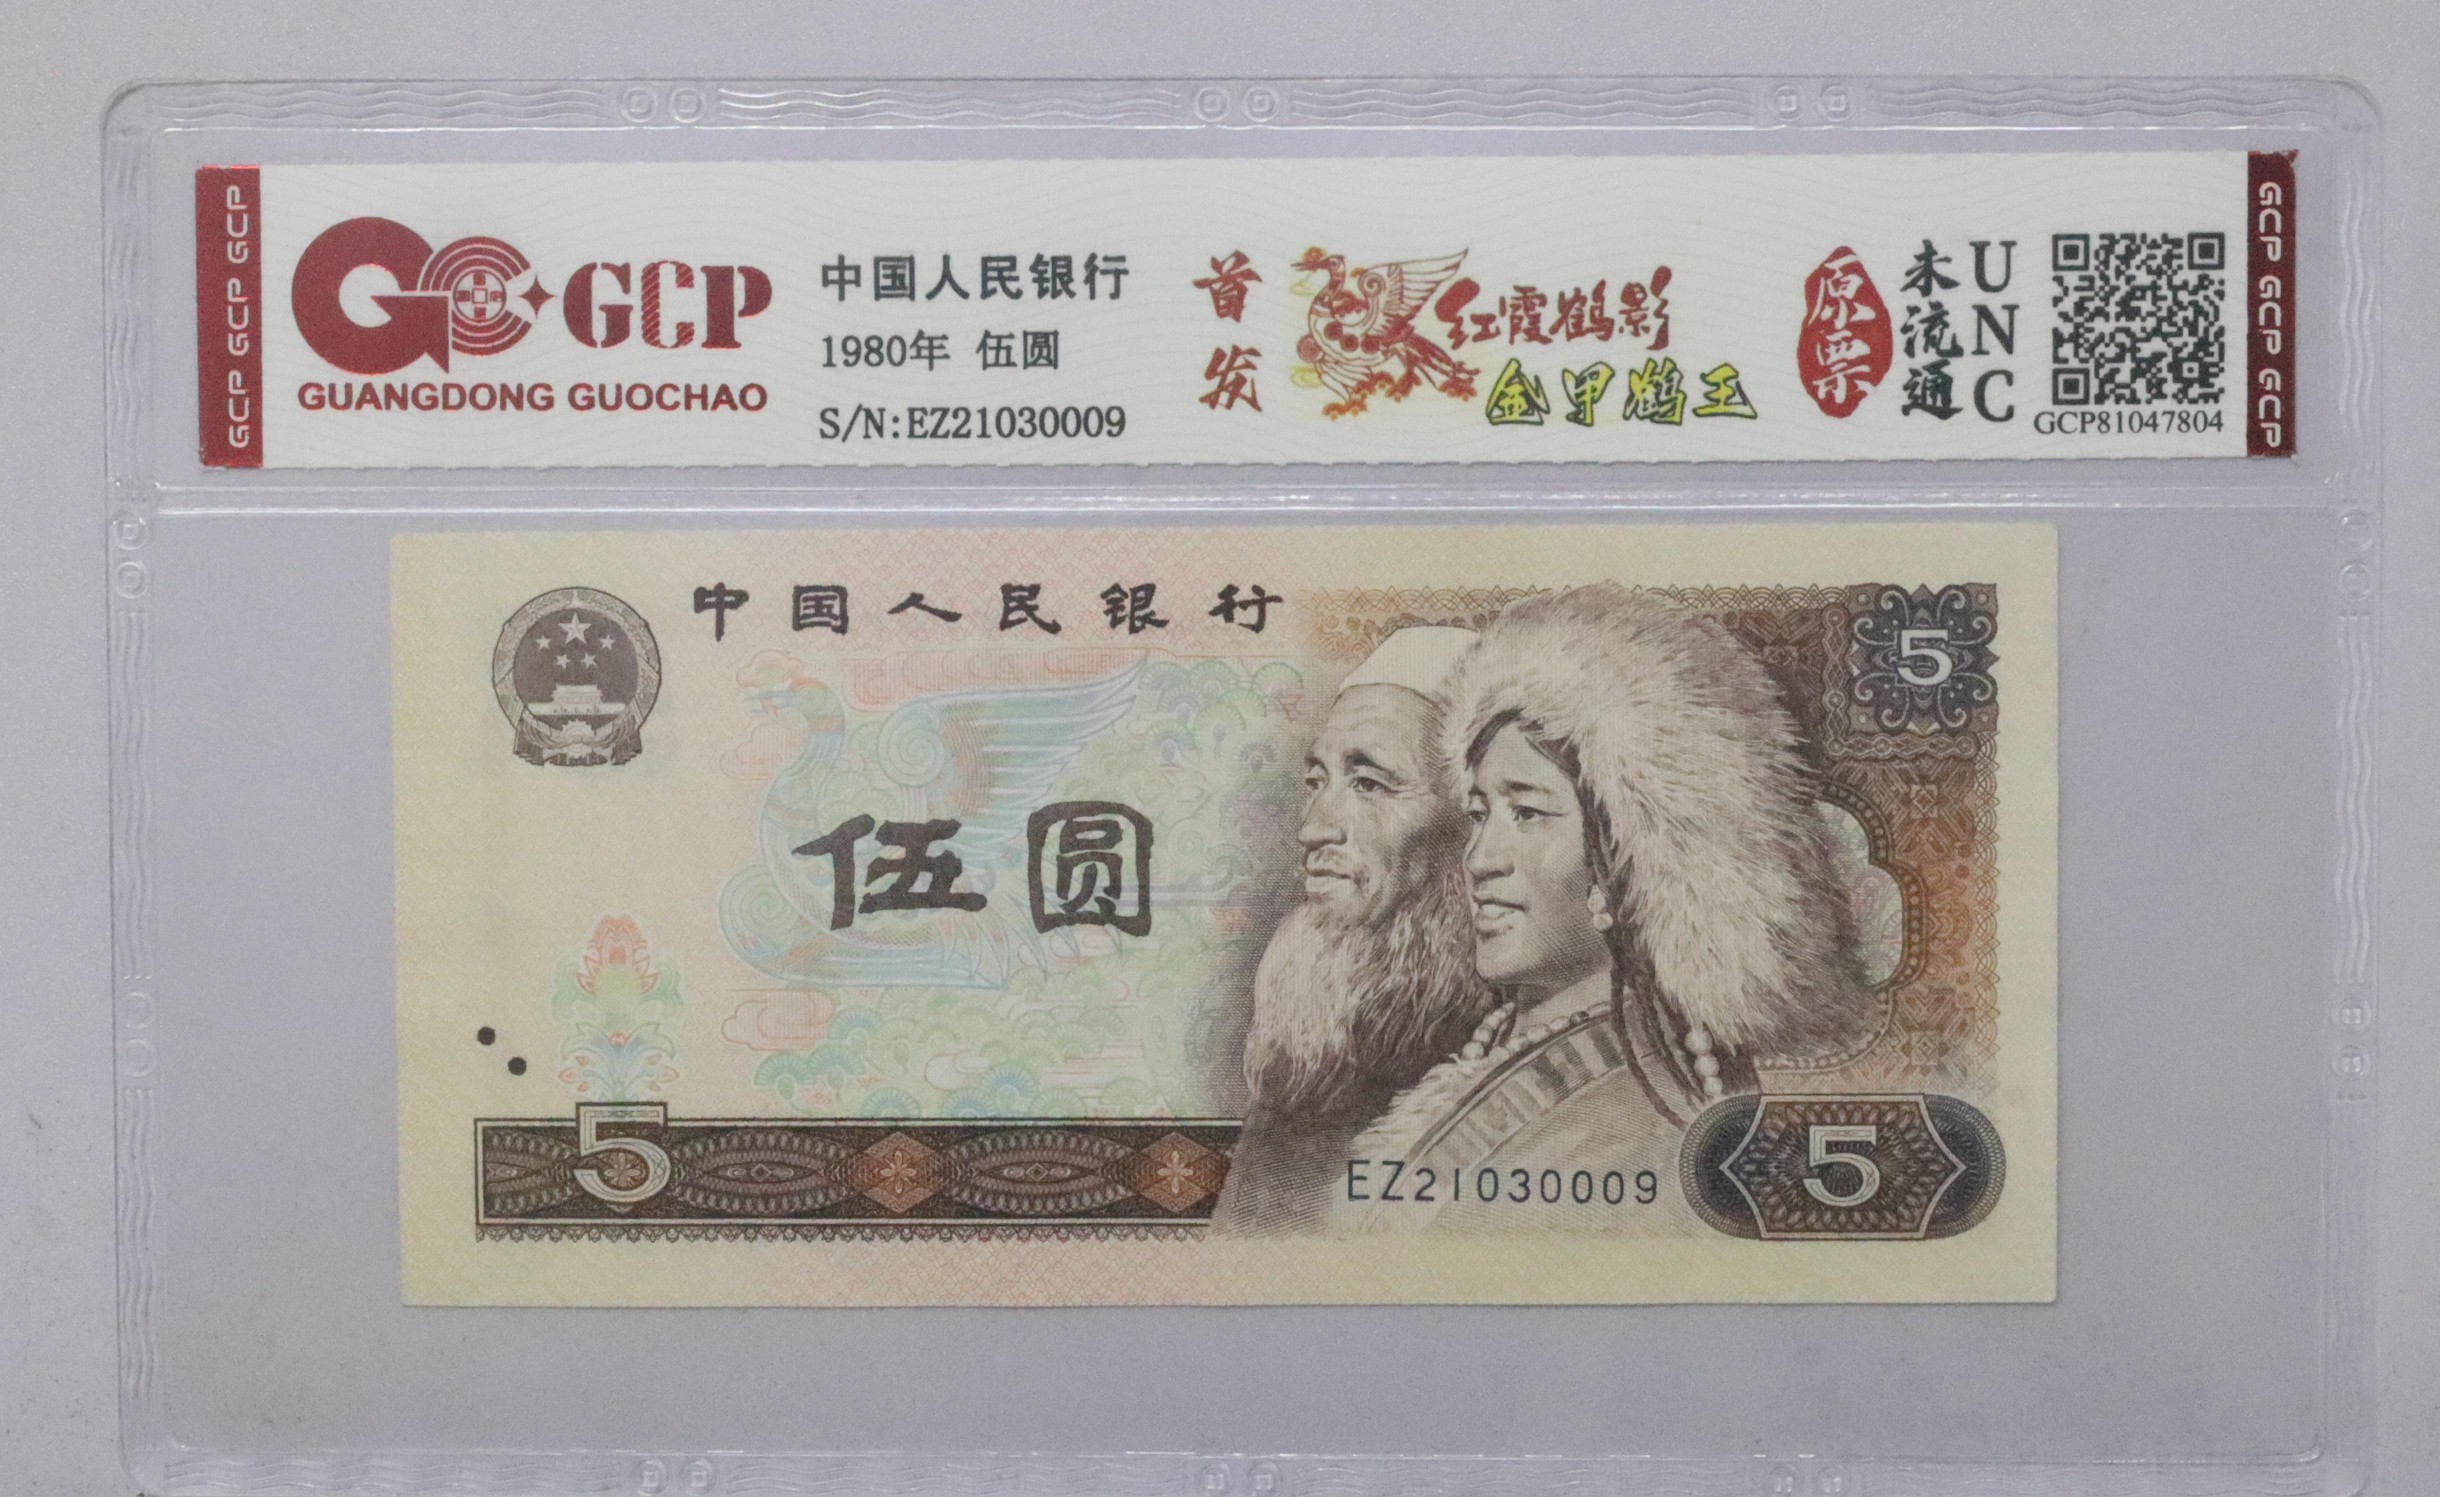 GCP GCP GCP
GCP
GUANGDONG GUOCHAO
中国人民银行
1980年 伍圆
S/N:EZ21030009
首发
红霞鹤影
金甲鹤王
原票
未流通
UNC
GCP81047804
GCP GCP GCP
中国人民银行
5
伍圆
5
EZ21030009
5